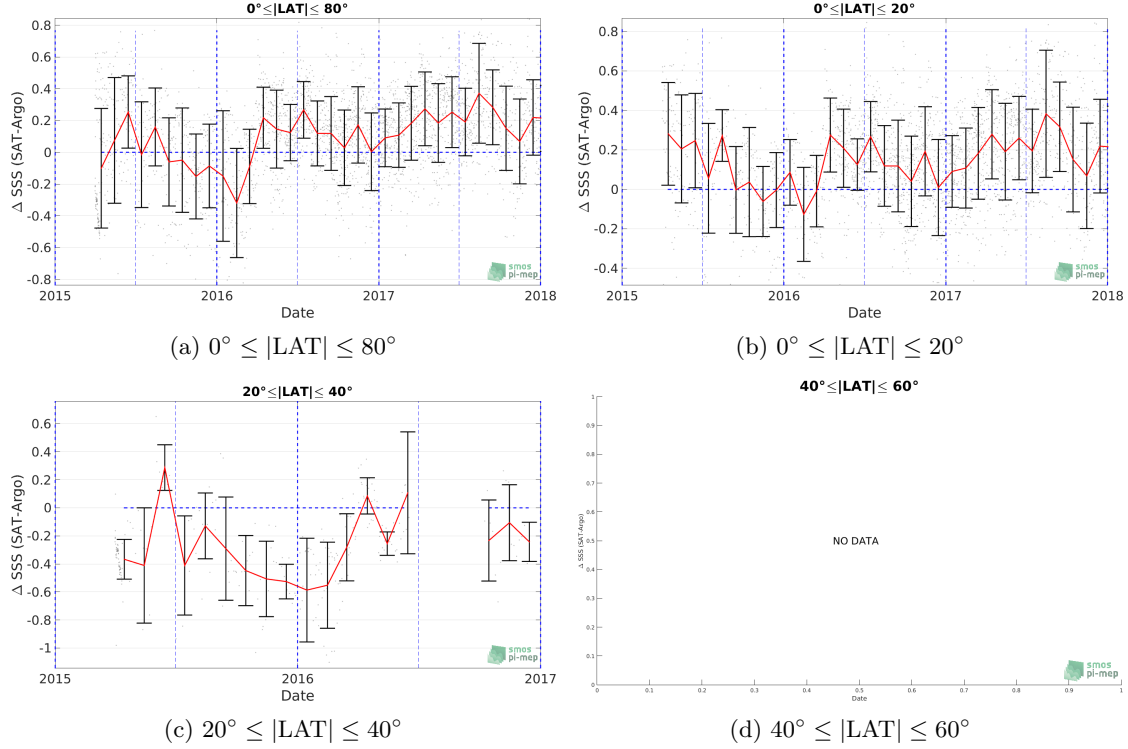 0°≤|LAT|≤ 80°
Δ SSS (SAT-Argo)
0.8
0.6
0.4
0.2
0
-0.2
-0.4
-0.6
-0.8
2015
2016
2017
2018
Date
smos
pi-mep
(a) 0° ≤ |LAT| ≤ 80°
0°≤|LAT|≤ 20°
Δ SSS (SAT-Argo)
0.8
0.6
0.4
0.2
0
-0.2
-0.4
2015
2016
2017
2018
Date
smos
pi-mep
(b) 0° ≤ |LAT| ≤ 20°
20°≤|LAT|≤ 40°
Δ SSS (SAT-Argo)
0.6
0.4
0.2
0
-0.2
-0.4
-0.6
-0.8
-1
2015
2016
2017
Date
smos
pi-mep
(c) 20° ≤ |LAT| ≤ 40°
40°≤|LAT|≤ 60°
Δ SSS (SAT-Argo)
1
0.9
0.8
0.7
0.6
0.5
0.4
0.3
0.2
0.1
0
NO DATA
0
0.1
0.2
0.3
0.4
0.5
0.6
0.7
0.8
0.9
1
Date
smos
pi-mep
(d) 40° ≤ |LAT| ≤ 60°